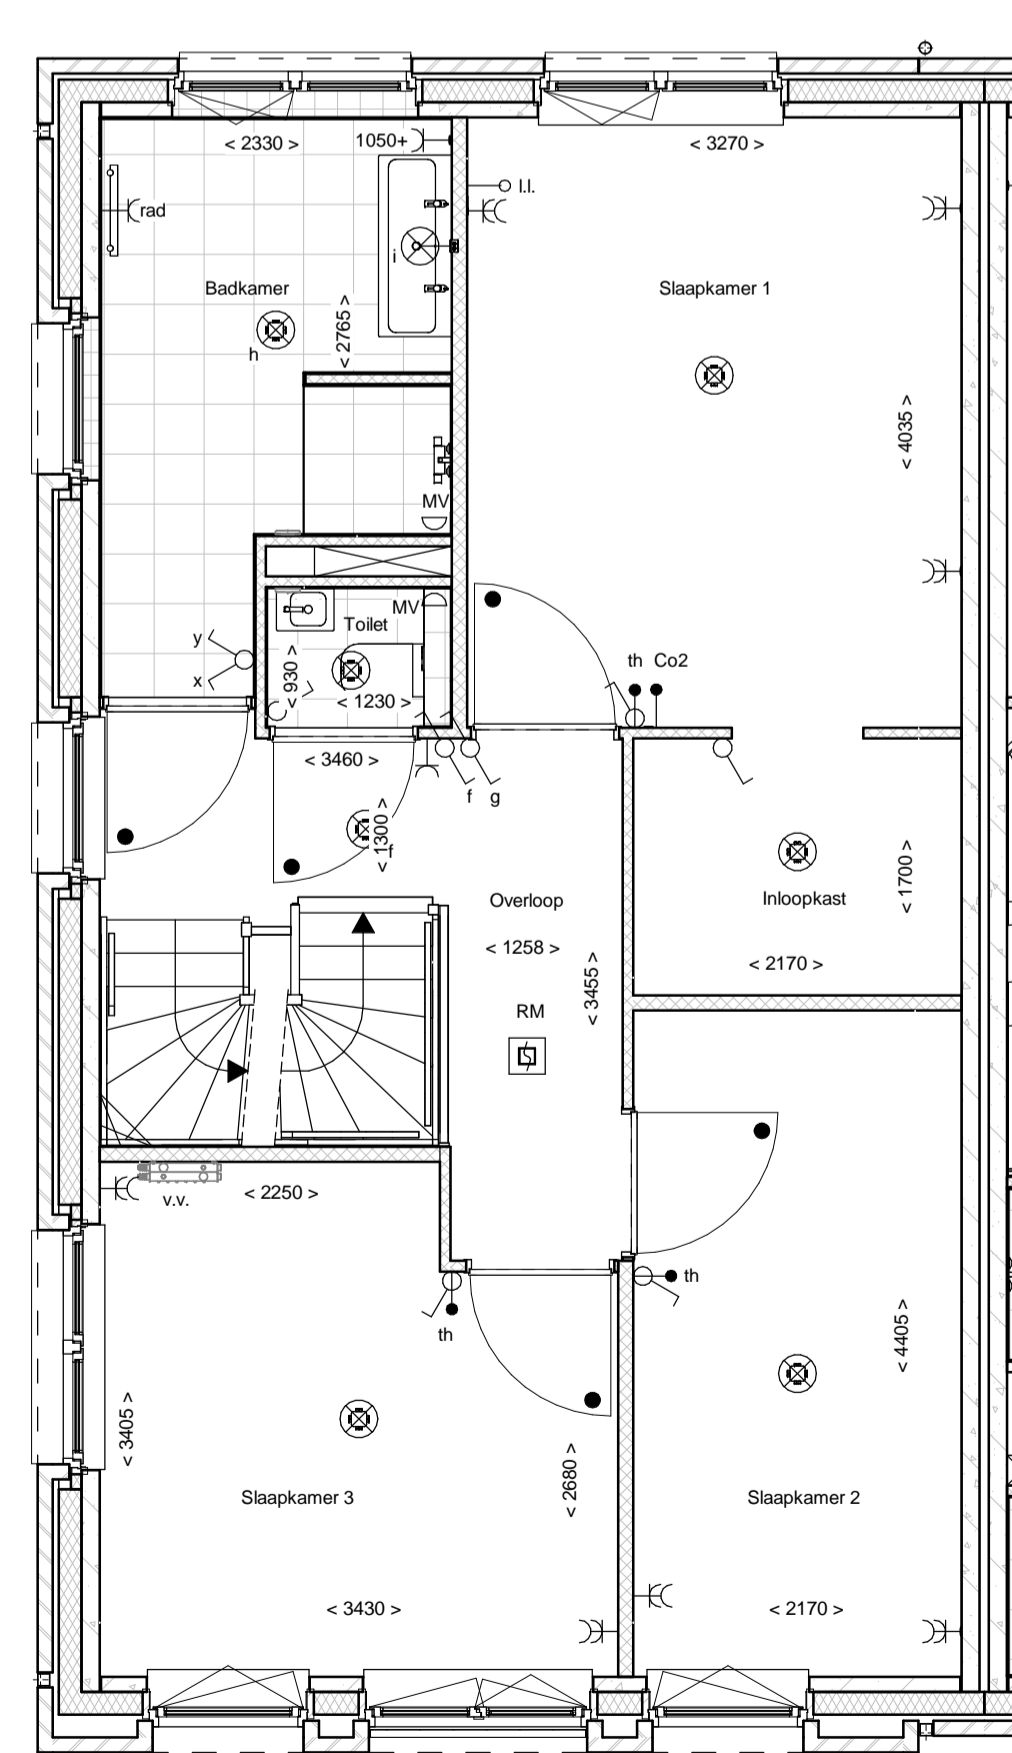 < 2330 >
1050+
< 3270 >
rad
l.l.
i
Badkamer
Slaapkamer 1
h
< 2765 >
< 4035 >
MV
MV
Toilet
y
x
< 930 >
< 1230 >
th Co2
< 3460 >
f g
< 1300 >
f
< 1700 >
Overloop
Inloopkast
< 1258 >
< 2170 >
< 3455 >
RM
v.v.
< 2250 >
th
th
< 4405 >
< 3405 >
< 2680 >
Slaapkamer 3
Slaapkamer 2
< 3430 >
< 2170 >